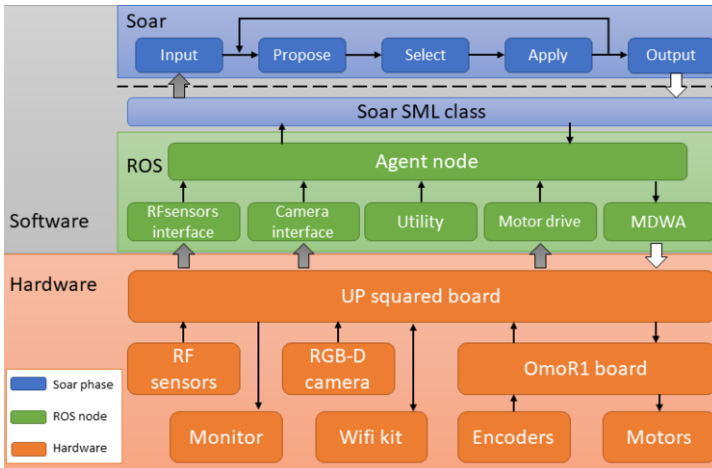 Soar
Input
Propose
Select
Apply
Output
Soar SML class
ROS
Agent node
RFsensors
interface
Camera
interface
Utility
Motor drive
MDWA
Software
Hardware
UP squared board
RF
sensors
RGB-D
camera
OmoR1 board
Monitor
Wifi kit
Encoders
Motors
Soar phase
ROS node
Hardware